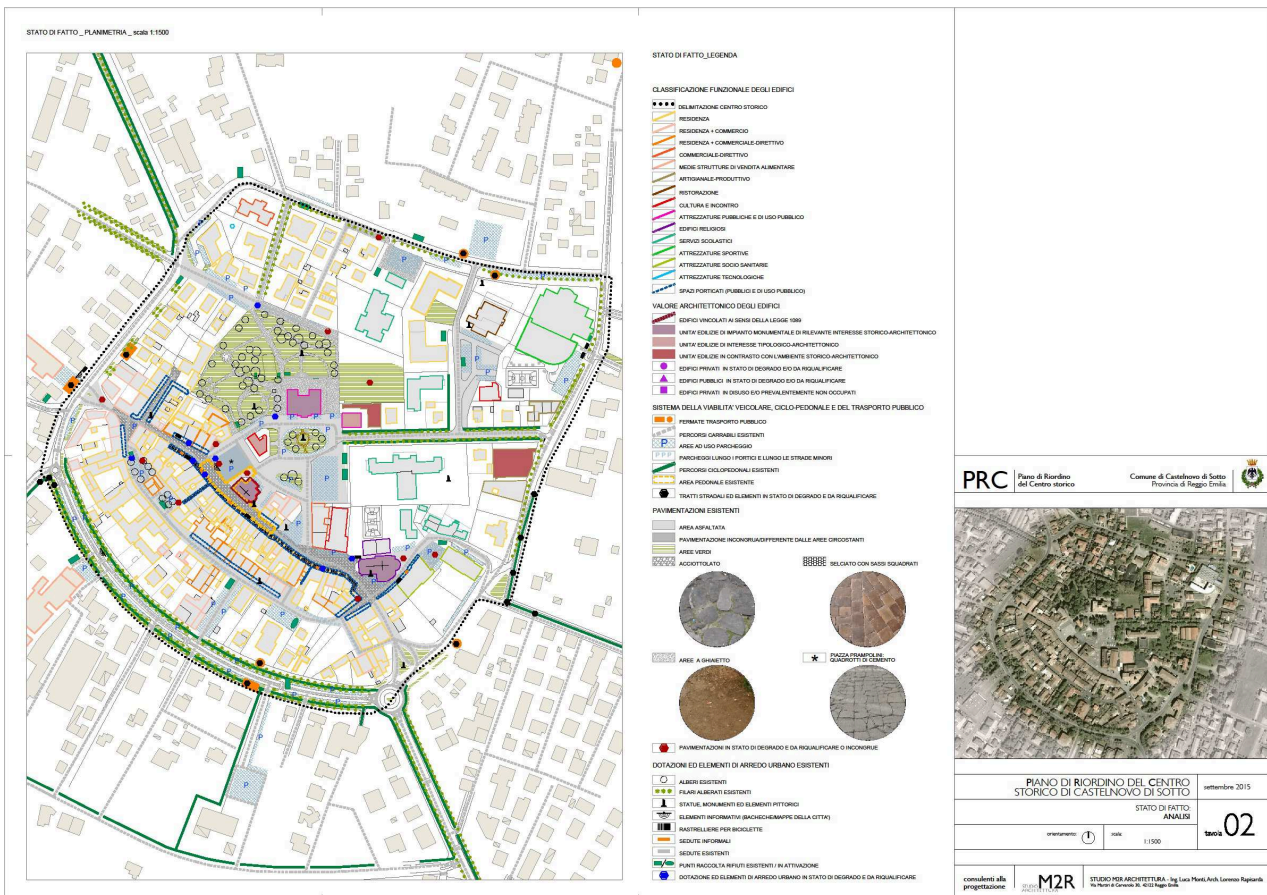 STATO DI FATTO _ PLANIMETRIA _ scala 1:1500
STATO DI FATTO_LEGENDA
CLASSIFICAZIONE FUNZIONALE DEGLI EDIFICI
DELIMITAZIONE CENTRO STORICO
RESIDENZA
RESIDENZA + COMMERCIO
RESIDENZA + COMMERCIALE-DIRETTIVO
COMMERCIALE-DIRETTIVO
MEDIE STRUTTURE DI VENDITA ALIMENTARE
ARTIGIANALE-PRODUTTIVO
RISTORAZIONE
CULTURA E INCONTRO
ATTREZZATURE PUBBLICHE E DI USO PUBBLICO
EDIFICI RELIGIOSI
SERVIZI SCOLASTICI
ATTREZZATURE SPORTIVE
ATTREZZATURE SOCIO SANITARIE
ATTREZZATURE TECNOLOGICHE
SPAZI PORTICATI (PUBBLICI E DI USO PUBBLICO)
VALORE ARCHITETTONICO DEGLI EDIFICI
EDIFICI VINCOLATI AI SENSI DELLA LEGGE 1089
UNITA' EDILIZIE DI IMPIANTO MONUMENTALE DI RILEVANTE INTERESSE STORICO-ARCHITETTONICO
UNITA' EDILIZIE DI INTERESSE TIPOLOGICO-ARCHITETTONICO
UNITA' EDILIZIE IN CONTRASTO CON L'AMBIENTE STORICO-ARCHITETTONICO
EDIFICI PRIVATI IN STATO DI DEGRADO E/O DA RIQUALIFICARE
EDIFICI PUBBLICI IN STATO DI DEGRADO E/O DA RIQUALIFICARE
EDIFICI PRIVATI IN DISUSO E/O PREVALENTEMENTE NON OCCUPATI
SISTEMA DELLA VIABILITA' VEICOLARE, CICLO-PEDONALE E DEL TRASPORTO PUBBLICO
FERMATE TRASPORTO PUBBLICO
PERCORSI CARRABILI ESISTENTI
P AREE AD USO PARCHEGGIO
P P P PARCHEGGI LUNGO I PORTICI E LUNGO LE STRADE MINORI
PERCORSI CICLOPEDONALI ESISTENTI
AREA PEDONALE ESISTENTE
TRATTI STRADALI ED ELEMENTI IN STATO DI DEGRADO E DA RIQUALIFICARE
PAVIMENTAZIONI ESISTENTI
AREA ASFALTATA
PAVIMENTAZIONE INCONGRUA/DIFFERENTE DALLE AREE CIRCOSTANTI
AREE VERDI
ACCIOTTOLATO
SELCIATO CON SASSI SQUADRATI
AREE A GHIAIETTO
* PIAZZA PRAMPOLINI:
QUADROTTI DI CEMENTO
PAVIMENTAZIONI IN STATO DI DEGRADO E DA RIQUALIFICARE O INCONGRUE
DOTAZIONI ED ELEMENTI DI ARREDO URBANO ESISTENTI
ALBERI ESISTENTI
FILARI ALBERATI ESISTENTI
STATUE, MONUMENTI ED ELEMENTI PITTORICI
ELEMENTI INFORMATIVI (BACHECHE/MAPPE DELLA CITTA')
RASTRELLIERE PER BICICLETTE
SEDUTE INFORMALI
SEDUTE ESISTENTI
PUNTI RACCOLTA RIFIUTI ESISTENTI / IN ATTIVAZIONE
DOTAZIONE ED ELEMENTI DI ARREDO URBANO IN STATO DI DEGRADO E DA RIQUALIFICARE
PRC
Piano di Riordino
del Centro storico
Comune di Castelnovo di Sotto
Provincia di Reggio Emilia
PIANO DI RIORDINO DEL CENTRO
STORICO DI CASTELNOVO DI SOTTO
settembre 2015
STATO DI FATTO:
ANALISI
orientamento:
scala:
1:1500
tavola 02
consulenti alla
progettazione
STUDIO
ARCHITETTURA
M2R
STUDIO M2R ARCHITETTURA - Ing. Luca Monti, Arch. Lorenzo Rapisarda
Via Martiri di Cervarolo 30, 42122 Reggio Emilia